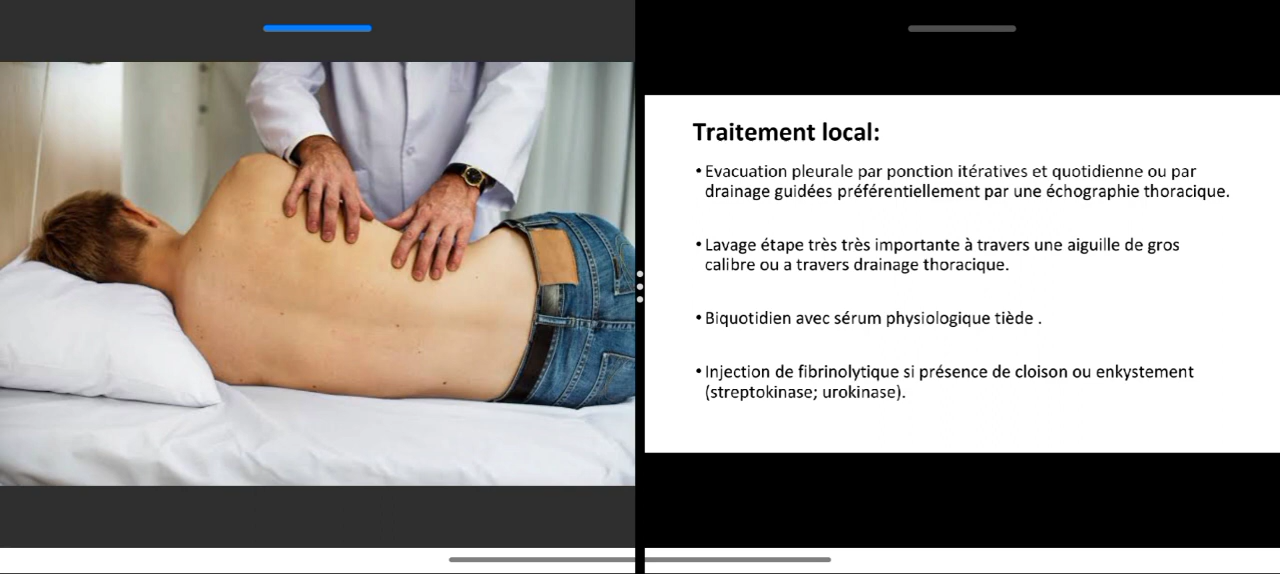 Traitement local:
• Evacuation pleurale par ponction itératives et quotidienne ou par
drainage guidées préférentiellement par une échographie thoracique.
• Lavage étape très très importante à travers une aiguille de gros
calibre ou a travers drainage thoracique.
• Biquotidien avec sérum physiologique tiède .
• Injection de fibrinolytique si présence de cloison ou enkystement
(streptokinase; urokinase).